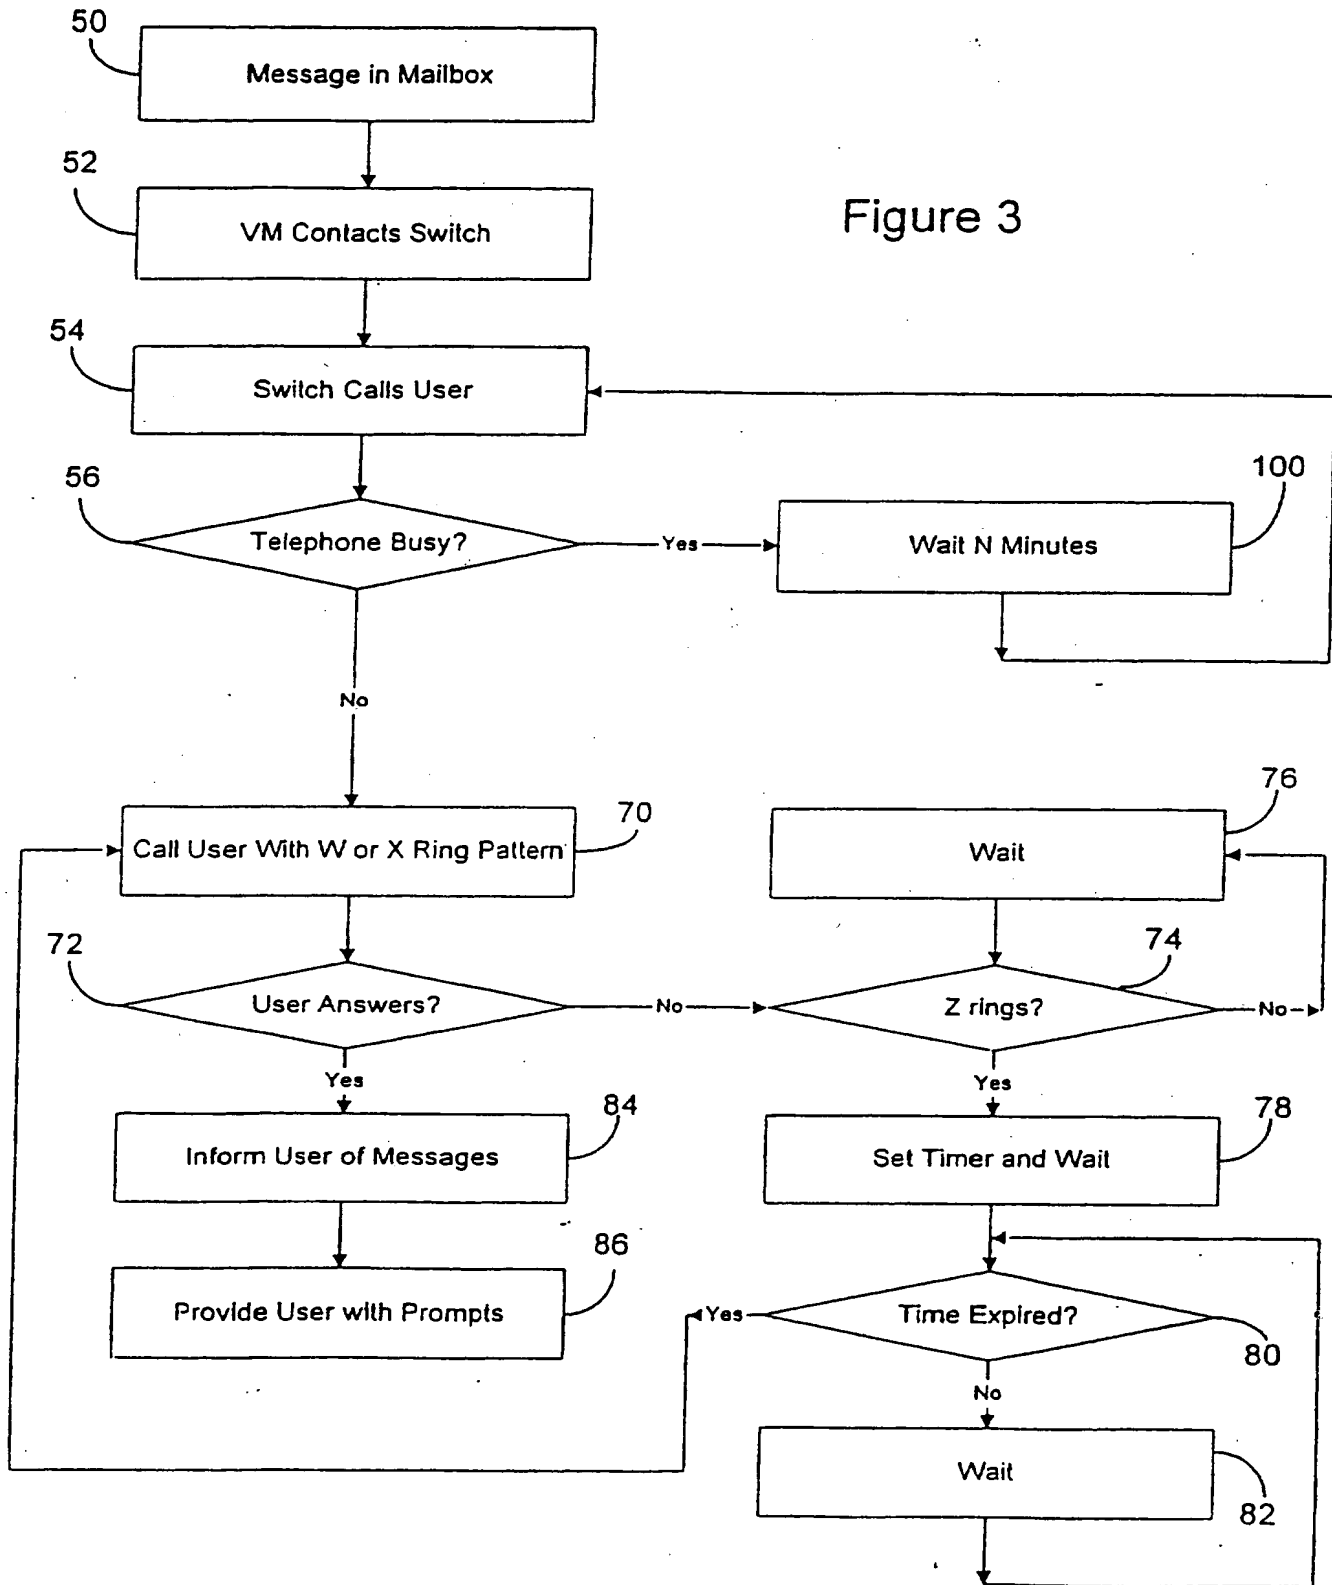 50
Message in Mailbox
52
VM Contacts Switch
Figure 3
54
Switch Calls User
56
Telephone Busy?
Yes
100
Wait N Minutes
No
70
Call User With W or X Ring Pattern
76
Wait
72
User Answers?
No
74
Z rings?
No
Yes
Yes
84
Inform User of Messages
78
Set Timer and Wait
86
Provide User with Prompts
Yes
Time Expired?
80
No
Wait
82